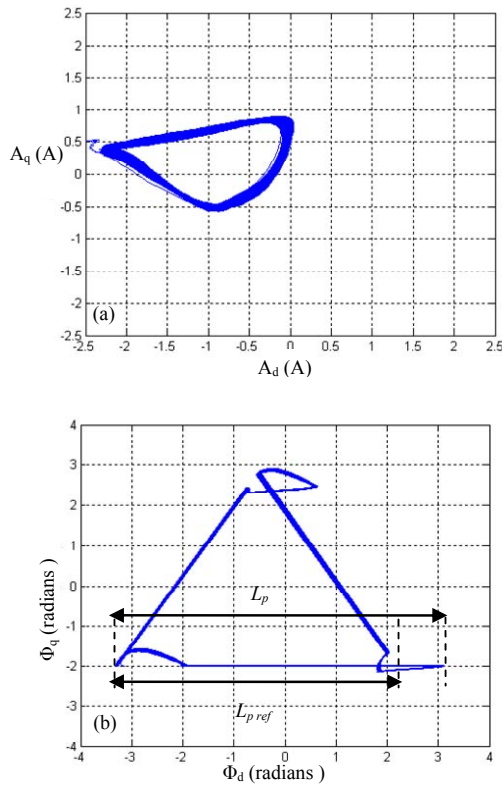 2.5
2
1.5
1
0.5
0
-0.5
-1
-1.5
-2
-2.5
A_q (A)
(a)
-2.5 -2 -1.5 -1 -0.5 0 0.5 1 1.5 2 2.5
A_d (A)
4
3
2
1
0
-1
-2
-3
-4
Φ_q (radians )
L_p
L_p ref
(b)
-4 -3 -2 -1 0 1 2 3 4
Φ_d (radians )